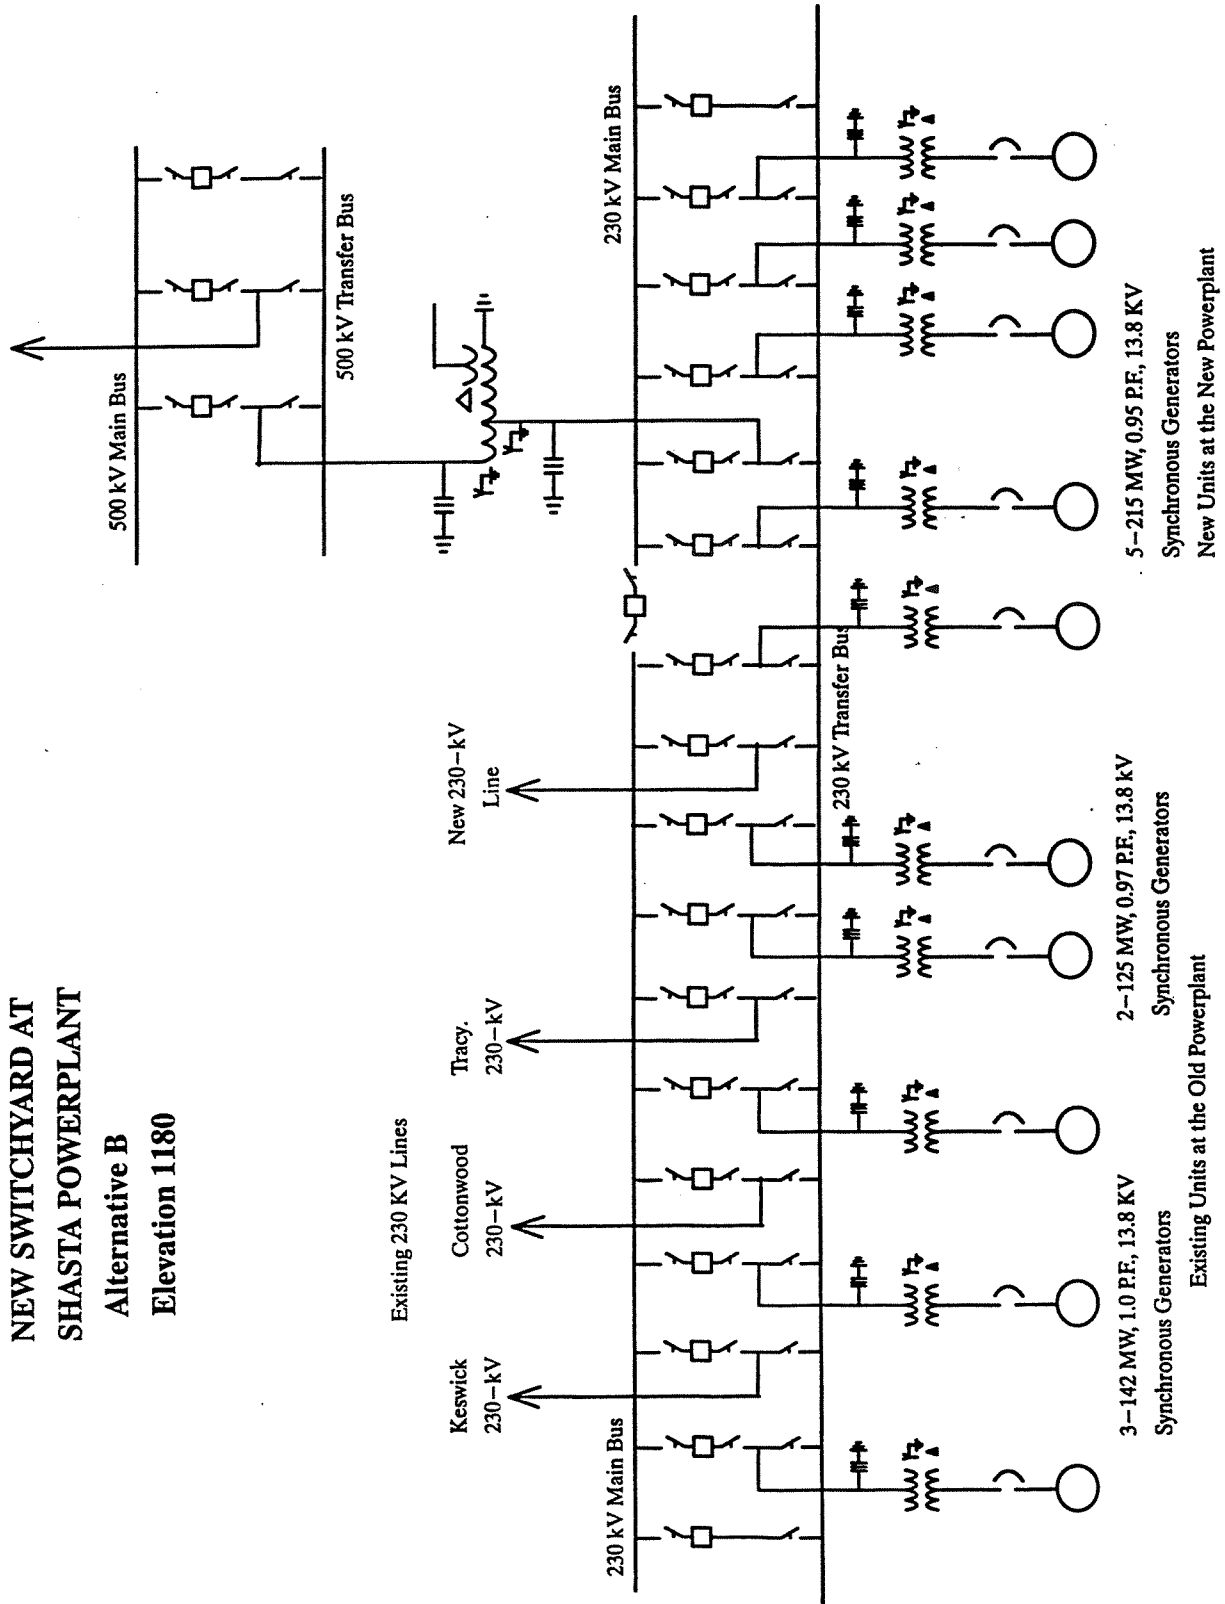 NEW SWITCHYARD AT
SHASTA POWERPLANT
Alternative B
Elevation 1180
Existing 230 KV Lines
Keswick
230-kV
Cottonwood
230-kV
Tracy.
230-kV
New 230-kV
Line
500 kV Main Bus
500 kV Transfer Bus
230 kV Main Bus
230 kV Main Bus
230 kV Transfer Bus
3-142 MW, 1.0 P.F., 13.8 KV
Synchronous Generators
2-125 MW, 0.97 P.F., 13.8 kV
Synchronous Generators
Existing Units at the Old Powerplant
5-215 MW, 0.95 P.F., 13.8 KV
Synchronous Generators
New Units at the New Powerplant